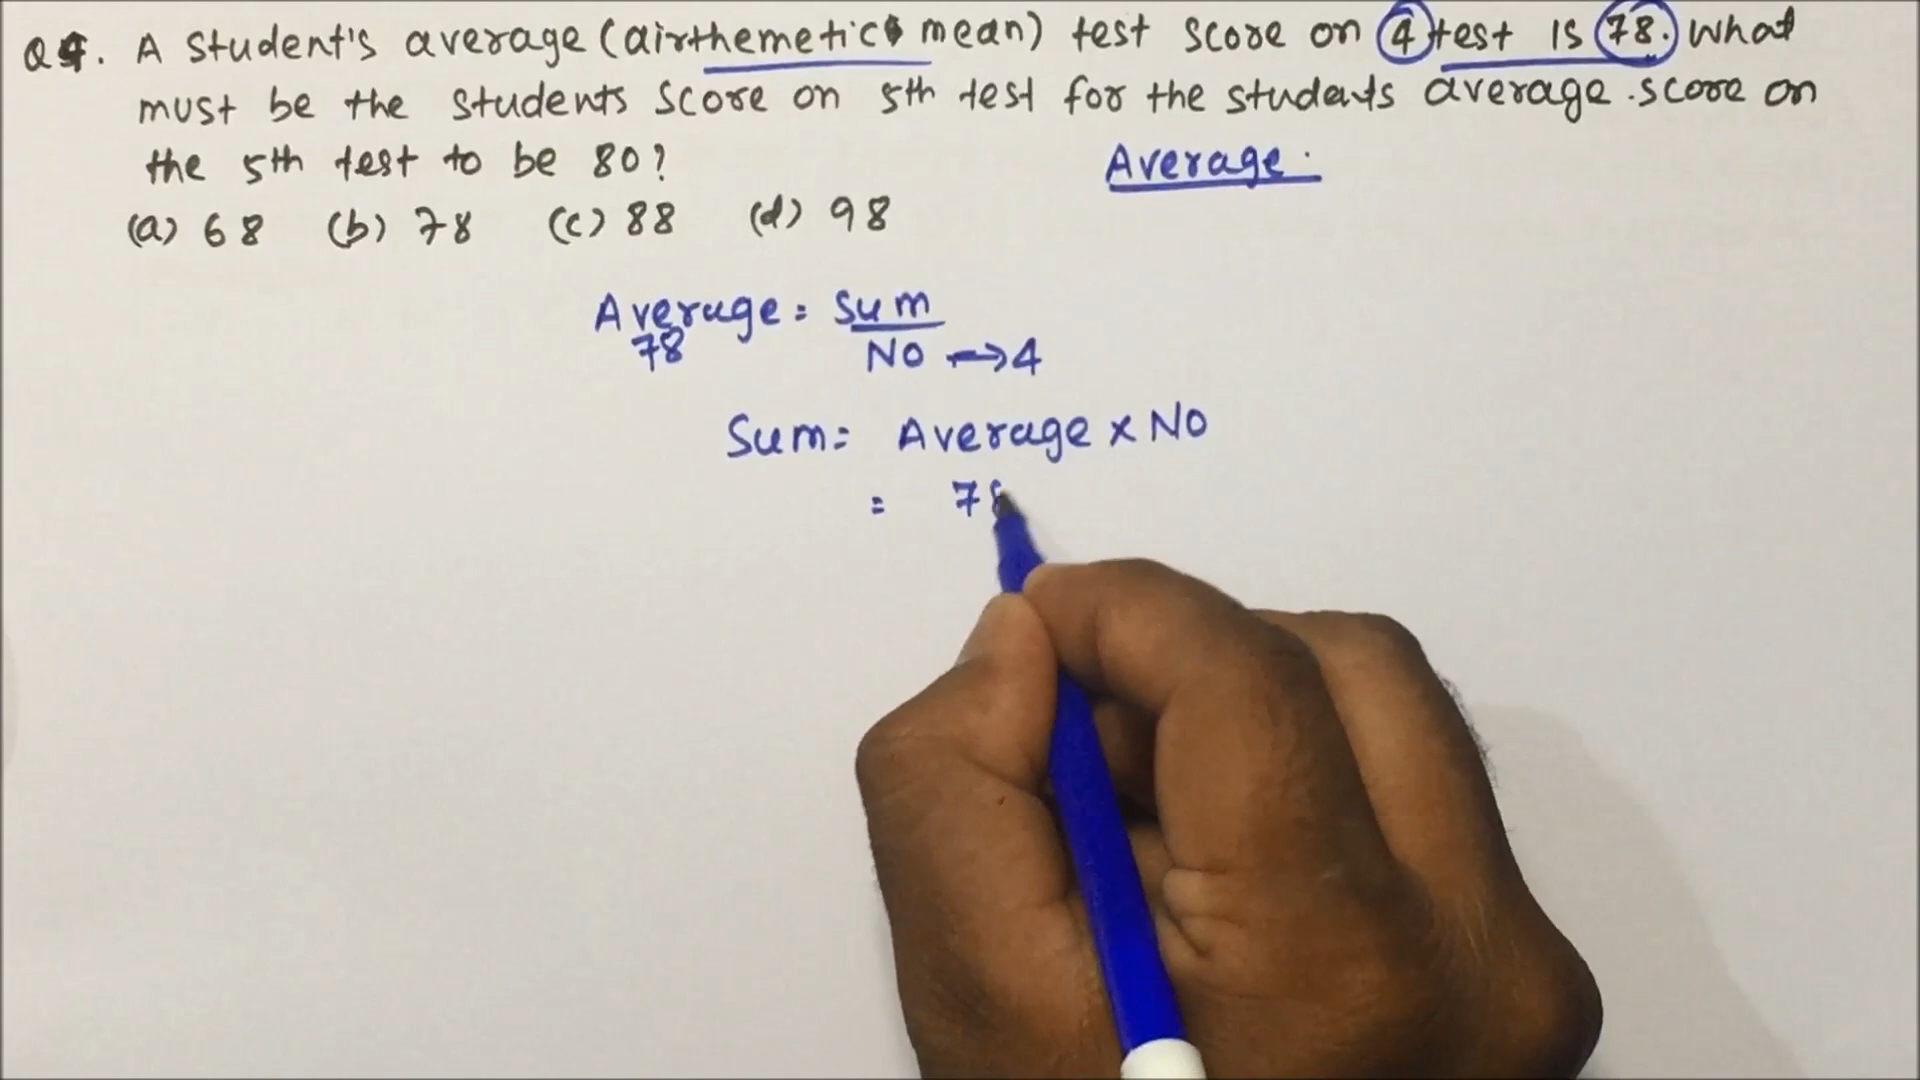 Q4. A student's average (airthemetic mean) test score on 4 test is 78. What
must be the students score on 5th test for the students average score on
the 5th test to be 80?
Average.
(a) 68 (b) 78 (c) 88 (d) 98
Average = Sum
78 No → 4
Sum = Average x No
= 78